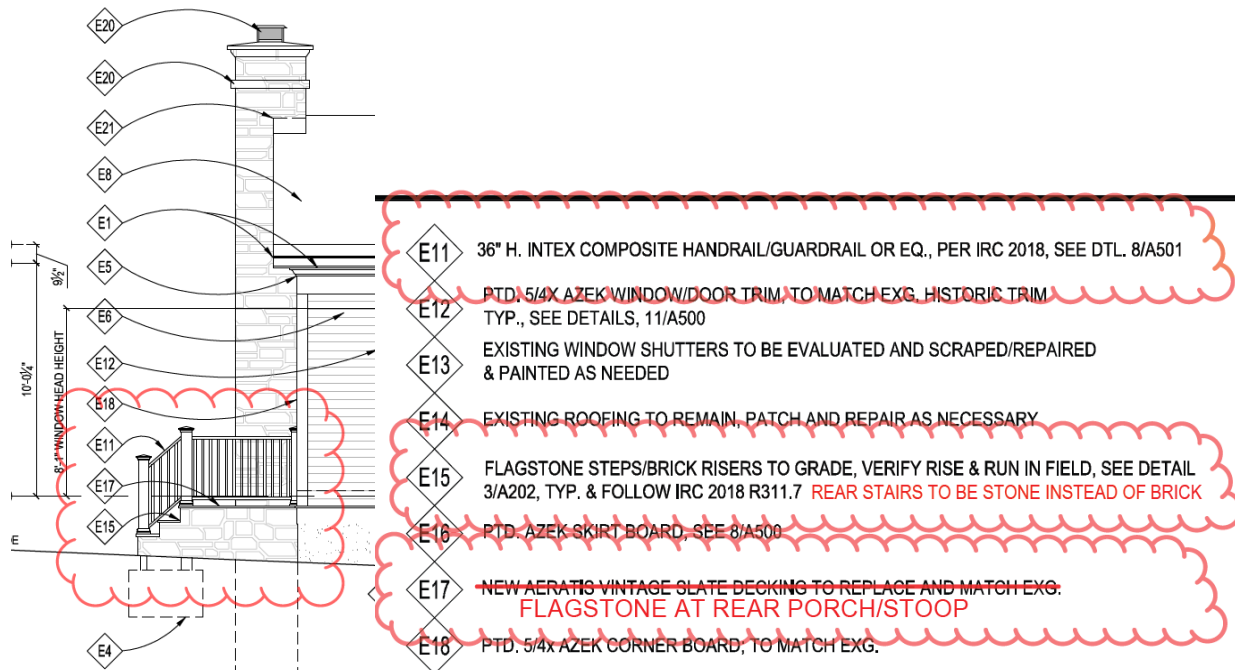 E20
E20
E21
E8
E1
E5
E6
E12
E18
E11
E17
E15
E4
9½"
10'-0¼"
8'-1" WINDOW HEAD HEIGHT
E
E11 36" H. INTEX COMPOSITE HANDRAIL/GUARDRAIL OR EQ., PER IRC 2018, SEE DTL. 8/A501
E12 PTD. 5/4X AZEK WINDOW/DOOR TRIM, TO MATCH EXG. HISTORIC TRIM
TYP., SEE DETAILS, 11/A500
E13 EXISTING WINDOW SHUTTERS TO BE EVALUATED AND SCRAPED/REPAIRED
& PAINTED AS NEEDED
E14 EXISTING ROOFING TO REMAIN, PATCH AND REPAIR AS NECESSARY
E15 FLAGSTONE STEPS/BRICK RISERS TO GRADE, VERIFY RISE & RUN IN FIELD, SEE DETAIL
3/A202, TYP. & FOLLOW IRC 2018 R311.7 REAR STAIRS TO BE STONE INSTEAD OF BRICK
E16 PTD. AZEK SKIRT BOARD, SEE 8/A500
E17 NEW AERATIS VINTAGE SLATE DECKING TO REPLACE AND MATCH EXG.
FLAGSTONE AT REAR PORCH/STOOP
E18 PTD. 5/4x AZEK CORNER BOARD; TO MATCH EXG.